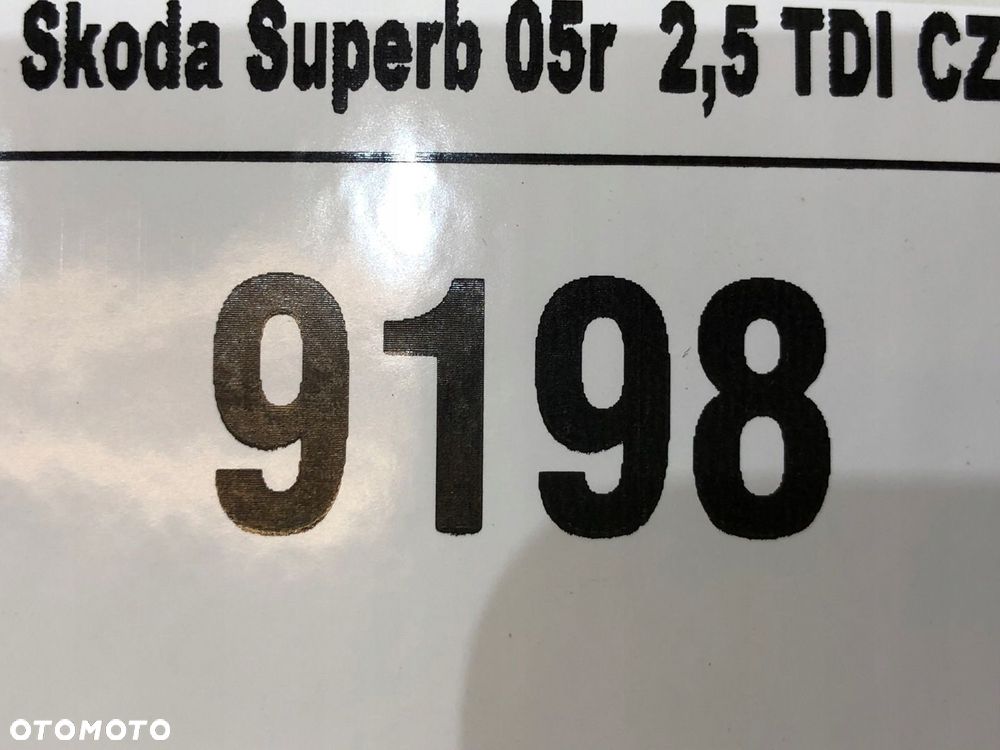 Skoda Superb 05r 2,5 TDI CZ
9198
OTOMOTO